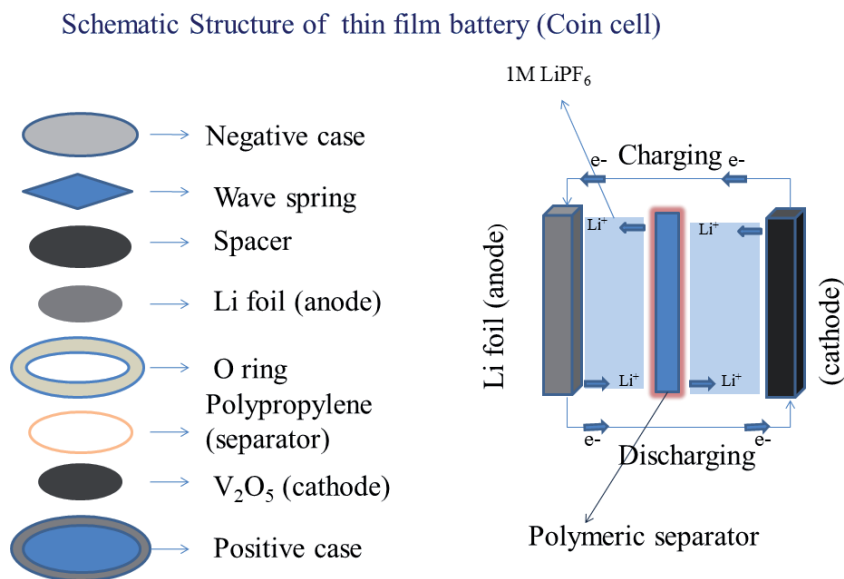 Schematic Structure of thin film battery (Coin cell)
Negative case
Wave spring
Spacer
Li foil (anode)
O ring
Polypropylene
(separator)
V₂O₅ (cathode)
Positive case
1M LiPF₆
e- Charging e-
Li⁺ Li⁺
Li foil (anode)
(cathode)
Li⁺ Li⁺
e- e-
Discharging
Polymeric separator